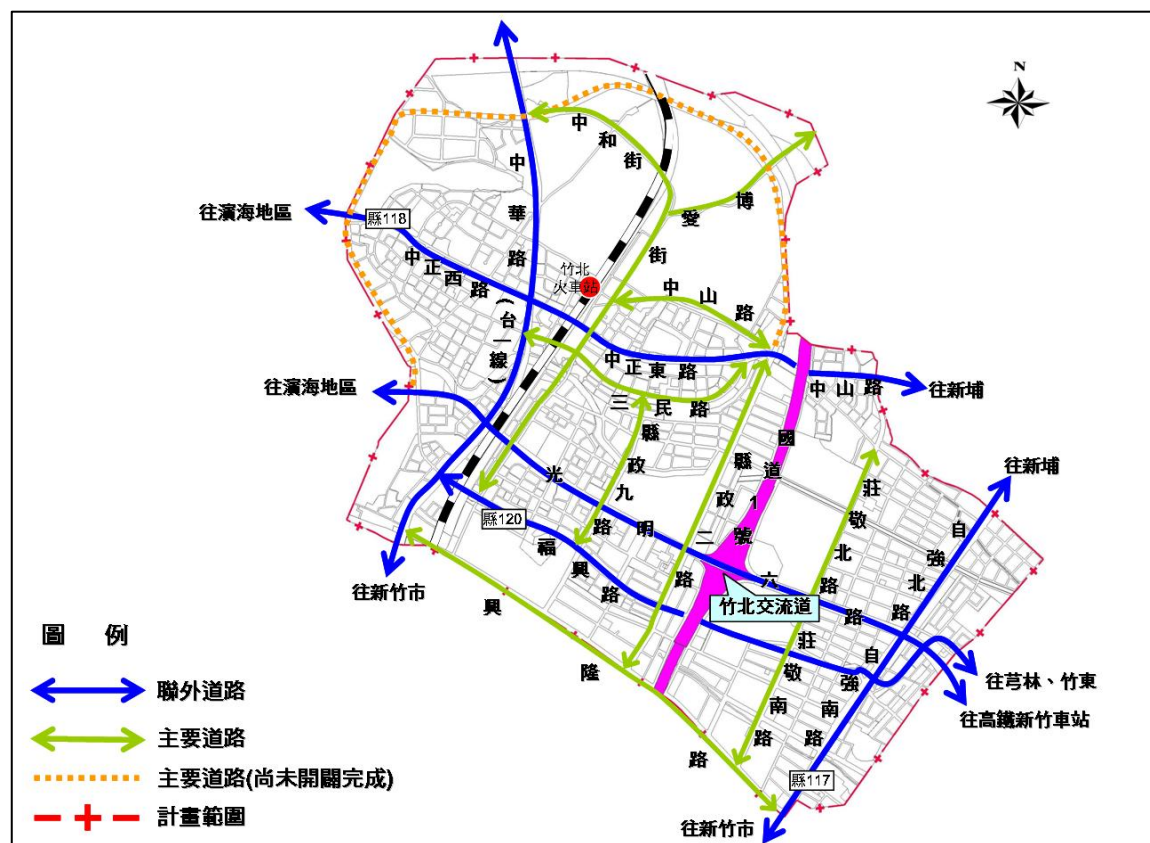 N
中和街
博愛街
中華路(台一線)
往濱海地區
縣118
中正西路
竹北
火車站
中山路
中正東路
中山路
往新埔
往濱海地區
三民路
縣政九路
縣政二路
國道1號
光明六路
莊敬北路
自強北路
往新埔
縣120
福興路
竹北交流道
往新竹市
興隆路
莊敬南路
自強南路
往芎林、竹東
往高鐵新竹車站
縣117
往新竹市
圖 例
聯外道路
主要道路
主要道路(尚未開闢完成)
計畫範圍